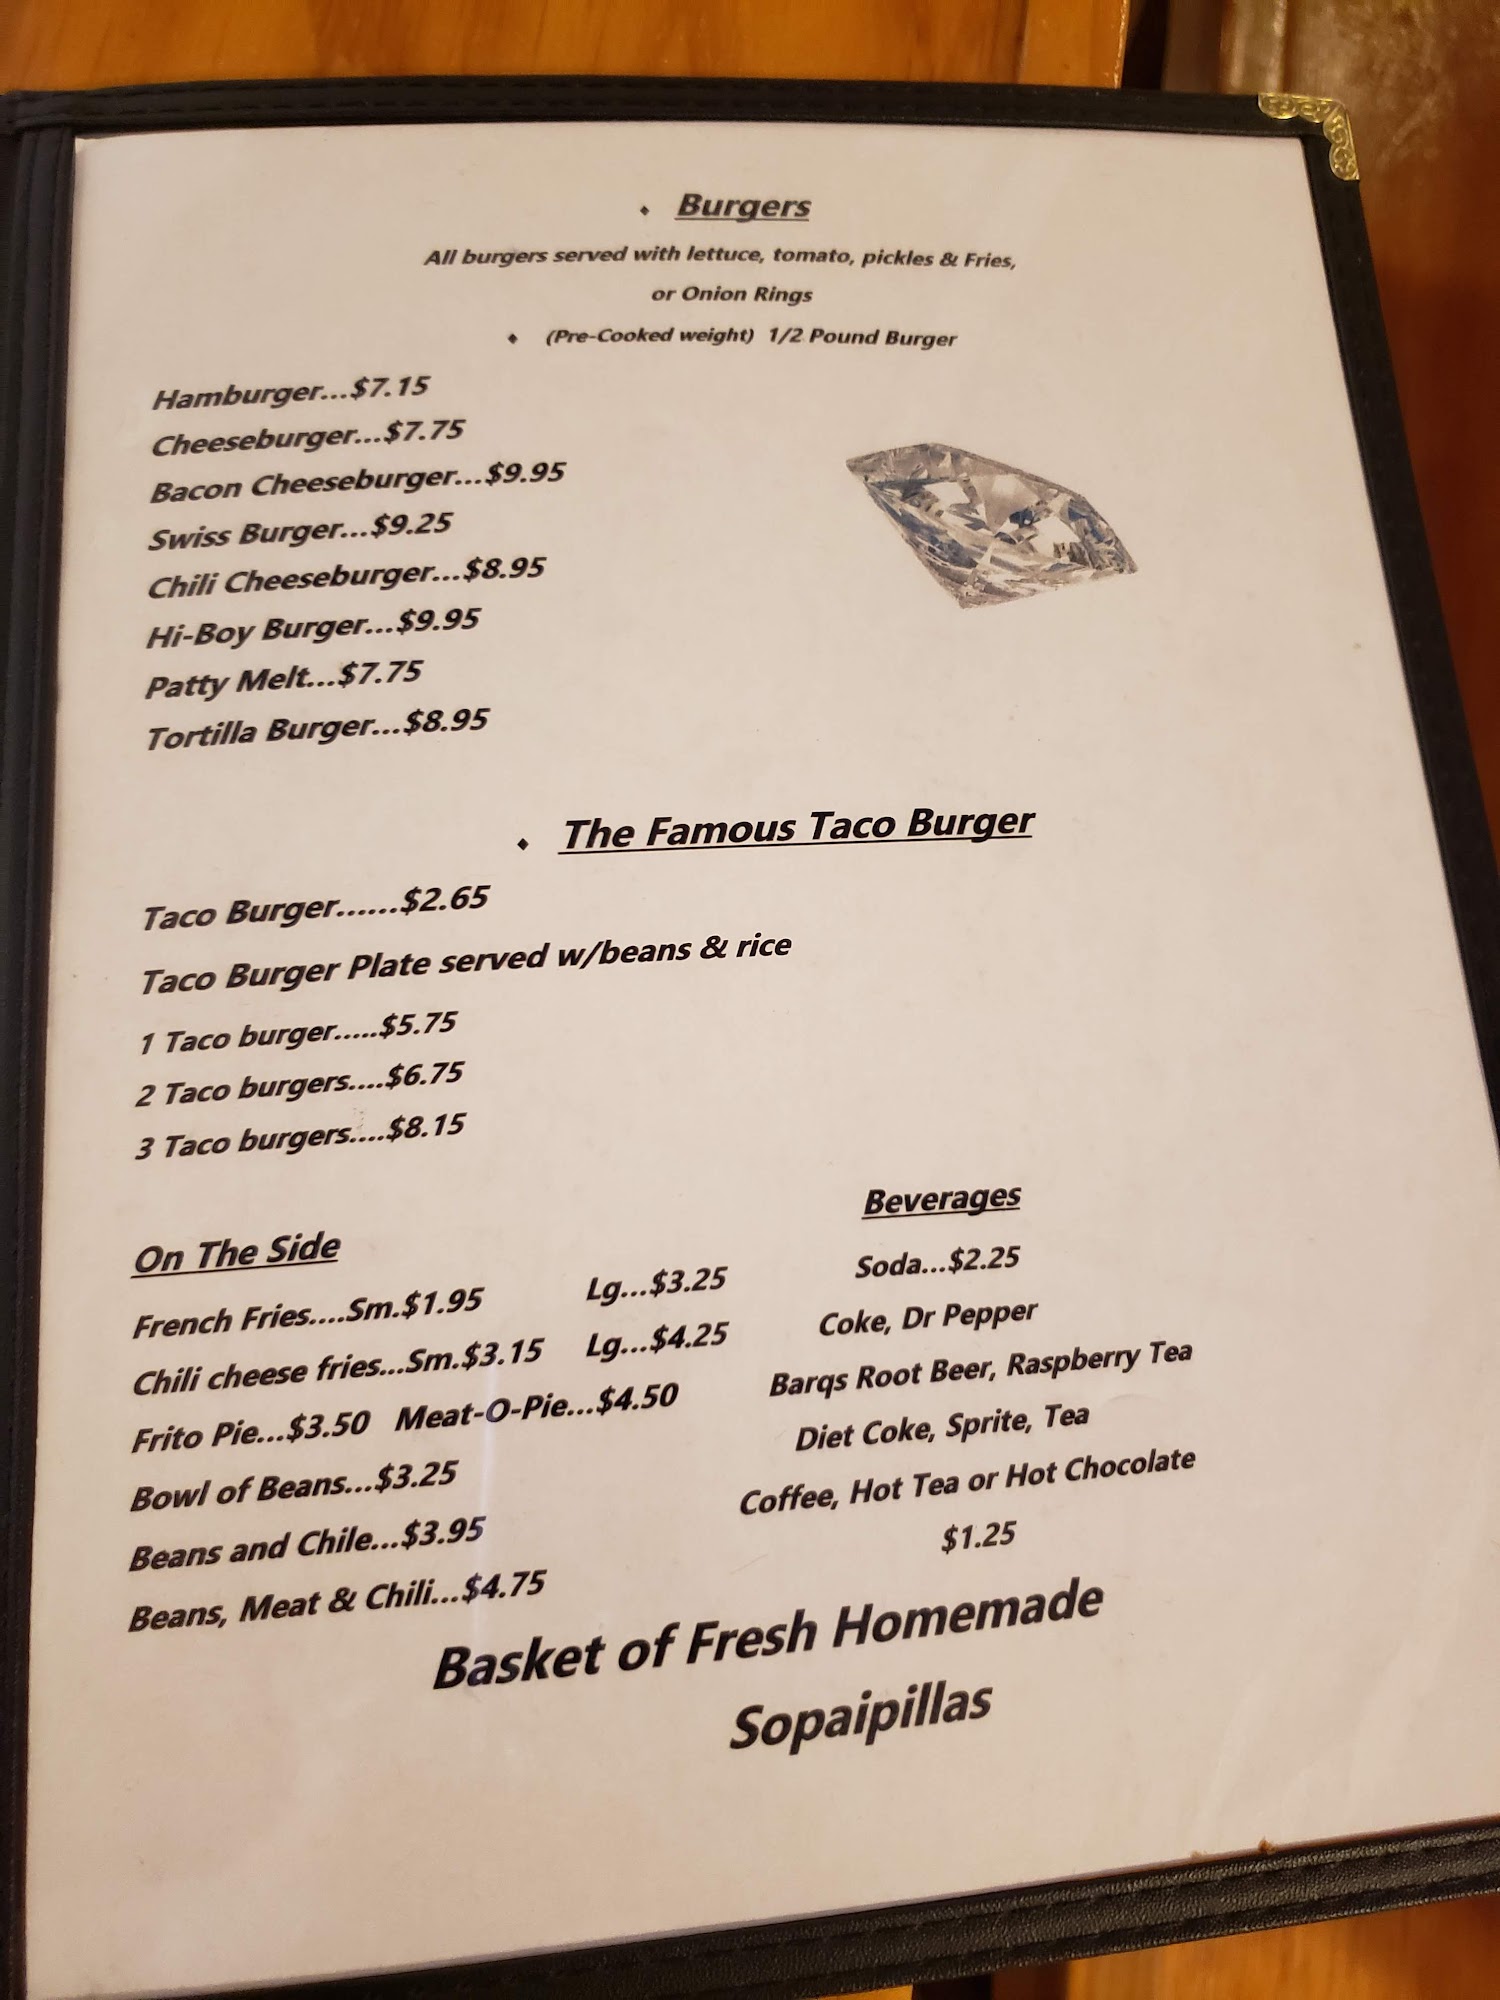 Burgers
All burgers served with lettuce, tomato, pickles & Fries,
or Onion Rings
(Pre-Cooked weight) 1/2 Pound Burger
Hamburger...$7.15
Cheeseburger...$7.75
Bacon Cheeseburger...$9.95
Swiss Burger...$9.25
Chili Cheeseburger...$8.95
Hi-Boy Burger...$9.95
Patty Melt...$7.75
Tortilla Burger...$8.95
The Famous Taco Burger
Taco Burger......$2.65
Taco Burger Plate served w/beans & rice
1 Taco burger.....$5.75
2 Taco burgers....$6.75
3 Taco burgers....$8.15
On The Side
French Fries....Sm.$1.95 Lg...$3.25
Chili cheese fries...Sm.$3.15 Lg...$4.25
Frito Pie...$3.50 Meat-O-Pie...$4.50
Bowl of Beans...$3.25
Beans and Chile...$3.95
Beans, Meat & Chili...$4.75
Beverages
Soda...$2.25
Coke, Dr Pepper
Barqs Root Beer, Raspberry Tea
Diet Coke, Sprite, Tea
Coffee, Hot Tea or Hot Chocolate
$1.25
Basket of Fresh Homemade
Sopaipillas